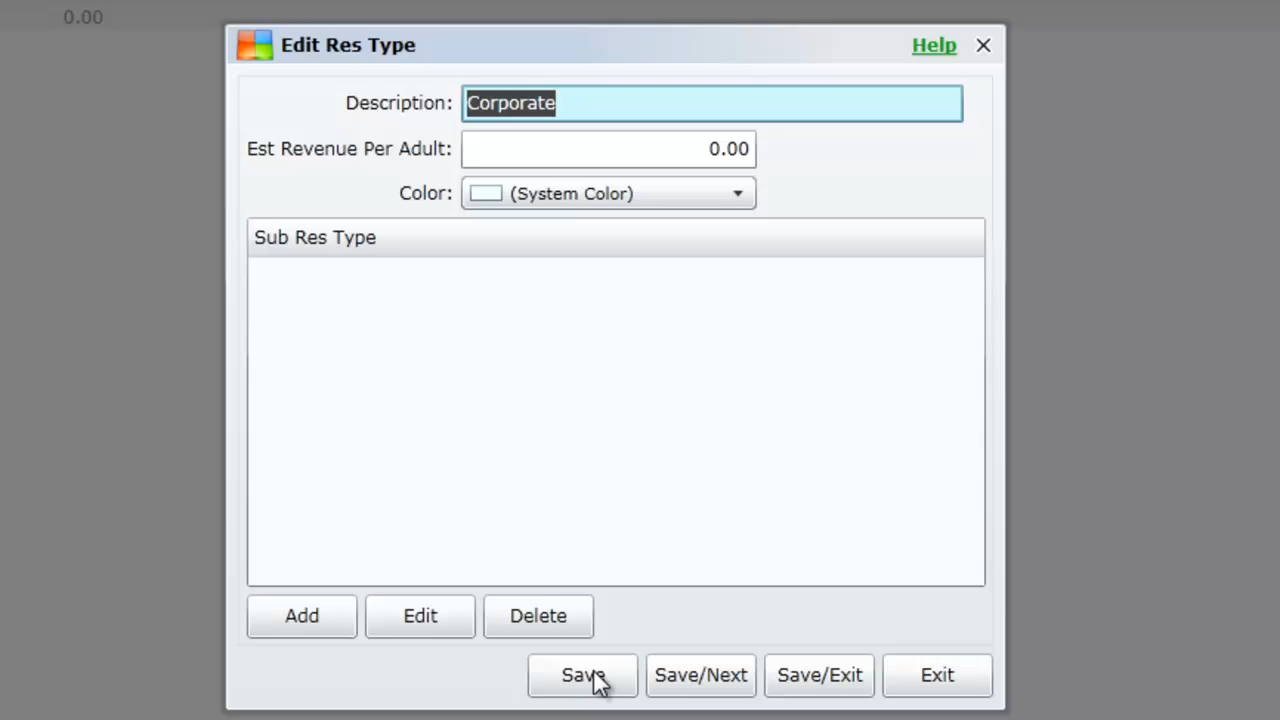 0.00
Edit Res Type Help
Description: Corporate
Est Revenue Per Adult: 0.00
Color: (System Color)
Sub Res Type
Add Edit Delete
Save Save/Next Save/Exit Exit